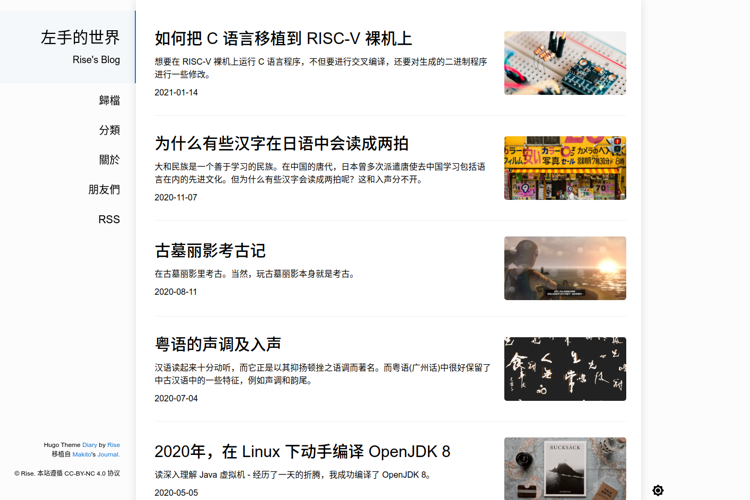 左手的世界
Rise's Blog
歸檔
分類
關於
朋友們
RSS
Hugo Theme Diary by Rise
移植自 Makito's Journal.
© Rise. 本站遵循 CC-BY-NC 4.0 协议
如何把 C 语言移植到 RISC-V 裸机上
想要在 RISC-V 裸机上运行 C 语言程序，不但要进行交叉编译，还要对生成的二进制程序
进行一些修改。
2021-01-14
为什么有些汉字在日语中会读成两拍
大和民族是一个善于学习的民族。在中国的唐代，日本曾多次派遣唐使去中国学习包括语
言在内的先进文化。但为什么有些汉字会读成两拍呢？这和入声分不开。
2020-11-07
古墓丽影考古记
在古墓丽影里考古。当然，玩古墓丽影本身就是考古。
2020-08-11
粤语的声调及入声
汉语读起来十分动听，而它正是以其抑扬顿挫之语调而著名。而粤语(广州话)中很好保留了
中古汉语中的一些特征，例如声调和韵尾。
2020-07-04
2020年，在 Linux 下动手编译 OpenJDK 8
读深入理解 Java 虚拟机 - 经历了一天的折腾，我成功编译了 OpenJDK 8。
2020-05-05
RUCKSACK